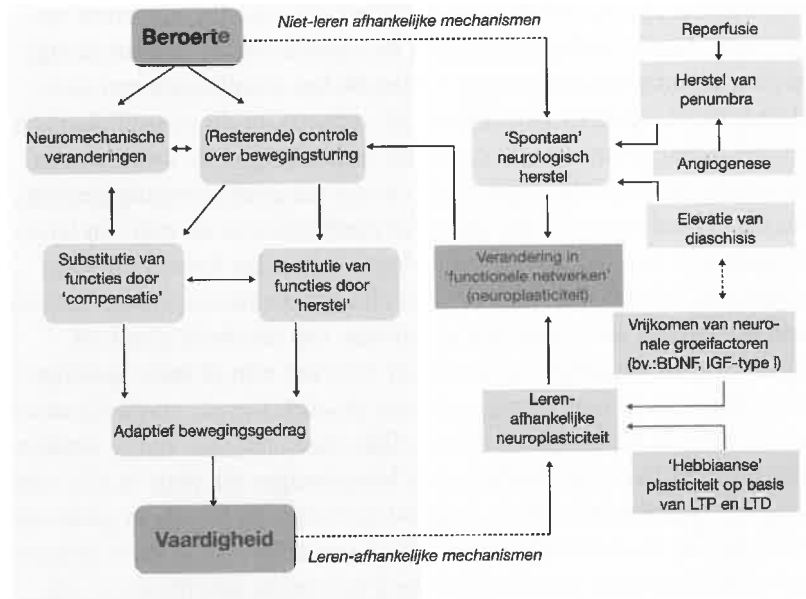 Niet-leren afhankelijke mechanismen
Beroerte
Reperfusie
Herstel van
penumbra
Neuromechanische
veranderingen
(Resterende) controle
over bewegingsturing
'Spontaan'
neurologisch
herstel
Angiogenese
Elevatie van
diaschisis
Substitutie van
functies door
'compensatie'
Restitutie van
functies door
'herstel'
Verandering in
'functionele netwerken'
(neuroplasticiteit)
Vrijkomen van neuro-
nale groeifactoren
(bv.:BDNF, IGF-type I)
Leren-
afhankelijke
neuroplasticiteit
Adaptief bewegingsgedrag
'Hebbiaanse'
plasticiteit op basis
van LTP en LTD
Vaardigheid
Leren-afhankelijke mechanismen